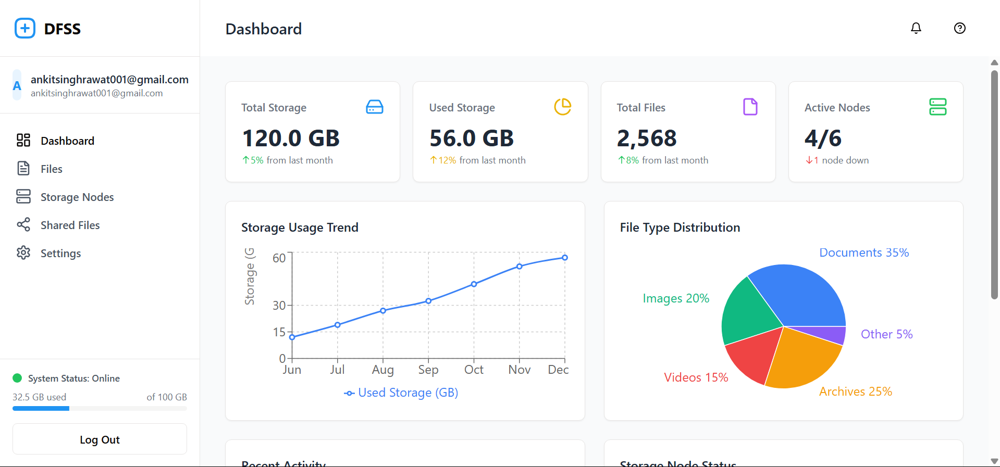 DFSS
Dashboard
A
ankitsinghrawat001@gmail.com
ankitsinghrawat001@gmail.com
Dashboard
Files
Storage Nodes
Shared Files
Settings
System Status: Online
32.5 GB used
of 100 GB
Log Out
Total Storage
120.0 GB
↑5% from last month
Used Storage
56.0 GB
↑12% from last month
Total Files
2,568
↑8% from last month
Active Nodes
4/6
↓1 node down
Storage Usage Trend
Storage (G
60
30
15
0
Jun
Jul
Aug
Sep
Oct
Nov
Dec
Used Storage (GB)
File Type Distribution
Documents 35%
Images 20%
Other 5%
Videos 15%
Archives 25%
Recent Activity
Storage Node Status